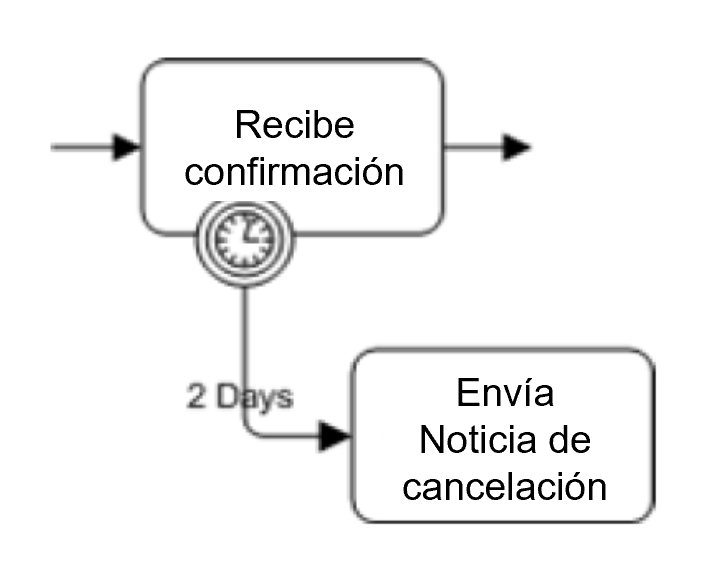 Recibe
confirmación
2 Days
Envía
Noticia de
cancelación